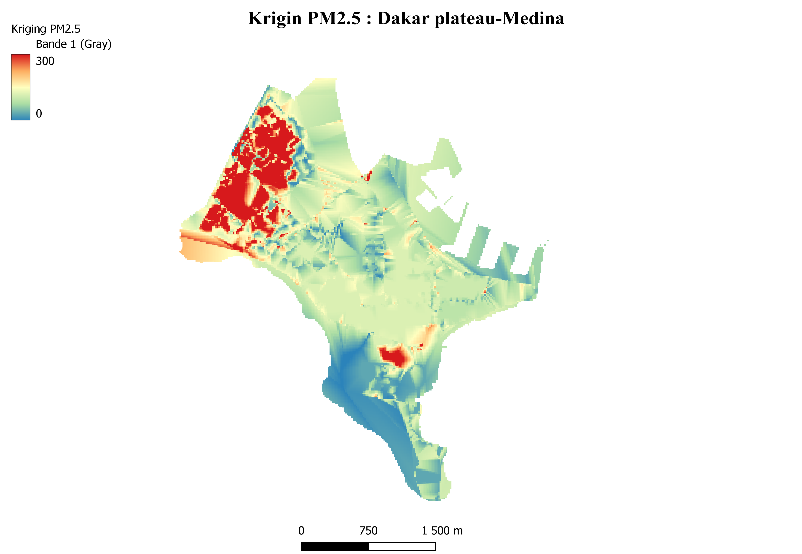 Krigin PM2.5 : Dakar plateau-Medina
Kriging PM2.5
Bande 1 (Gray)
300
0
0 750 1 500 m